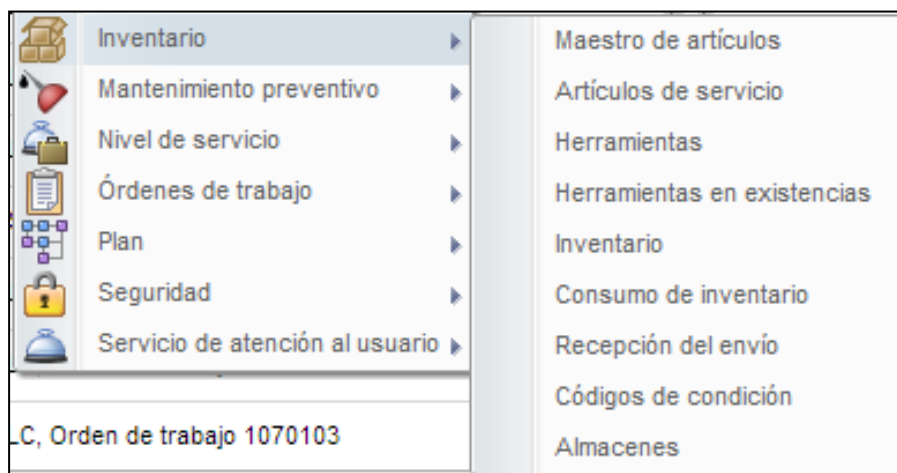 Inventario
Mantenimiento preventivo
Nivel de servicio
Órdenes de trabajo
Plan
Seguridad
Servicio de atención al usuario
LC, Orden de trabajo 1070103
Maestro de artículos
Artículos de servicio
Herramientas
Herramientas en existencias
Inventario
Consumo de inventario
Recepción del envío
Códigos de condición
Almacenes